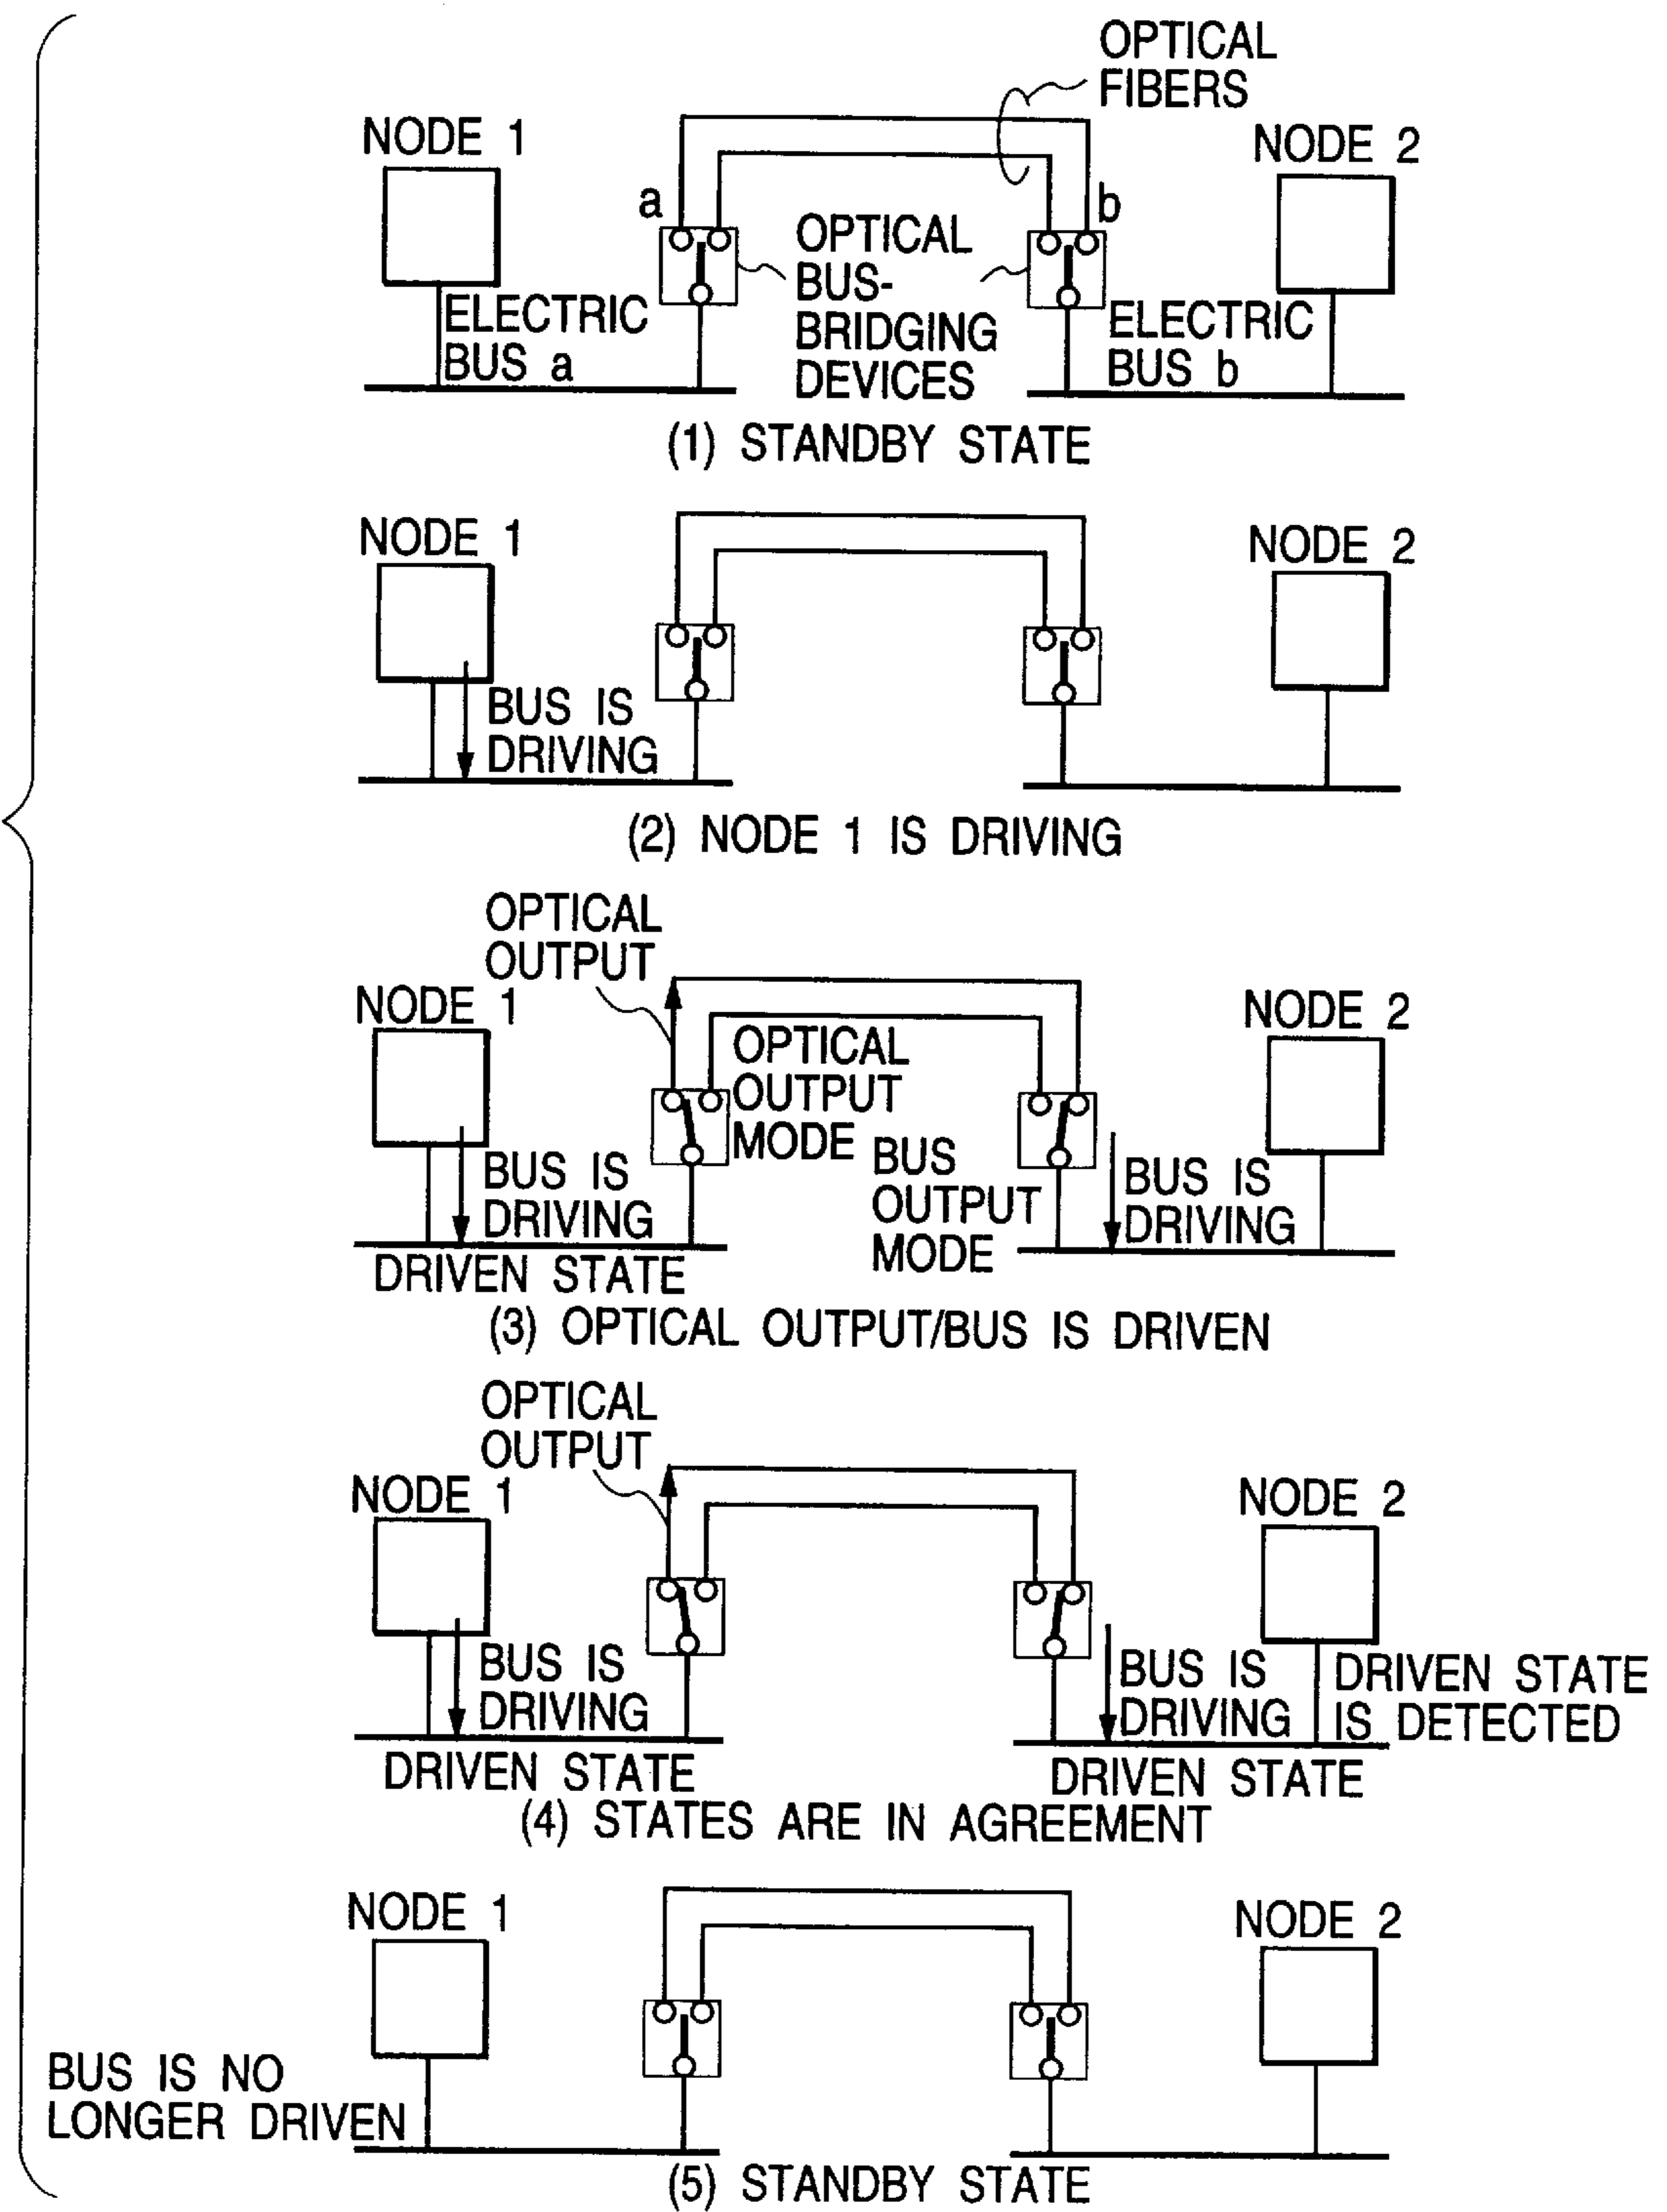 OPTICAL
FIBERS
NODE 1
NODE 2
a
b
OPTICAL
BUS-
BRIDGING
DEVICES
ELECTRIC
BUS a
ELECTRIC
BUS b
(1) STANDBY STATE
NODE 1
NODE 2
BUS IS
DRIVING
(2) NODE 1 IS DRIVING
OPTICAL
OUTPUT
NODE 1
NODE 2
OPTICAL
OUTPUT
MODE
BUS IS
DRIVING
BUS
OUTPUT
MODE
BUS IS
DRIVING
DRIVEN STATE
(3) OPTICAL OUTPUT/BUS IS DRIVEN
OPTICAL
OUTPUT
NODE 1
NODE 2
BUS IS
DRIVING
BUS IS
DRIVING
DRIVEN STATE
IS DETECTED
DRIVEN STATE
DRIVEN STATE
(4) STATES ARE IN AGREEMENT
NODE 1
NODE 2
BUS IS NO
LONGER DRIVEN
(5) STANDBY STATE